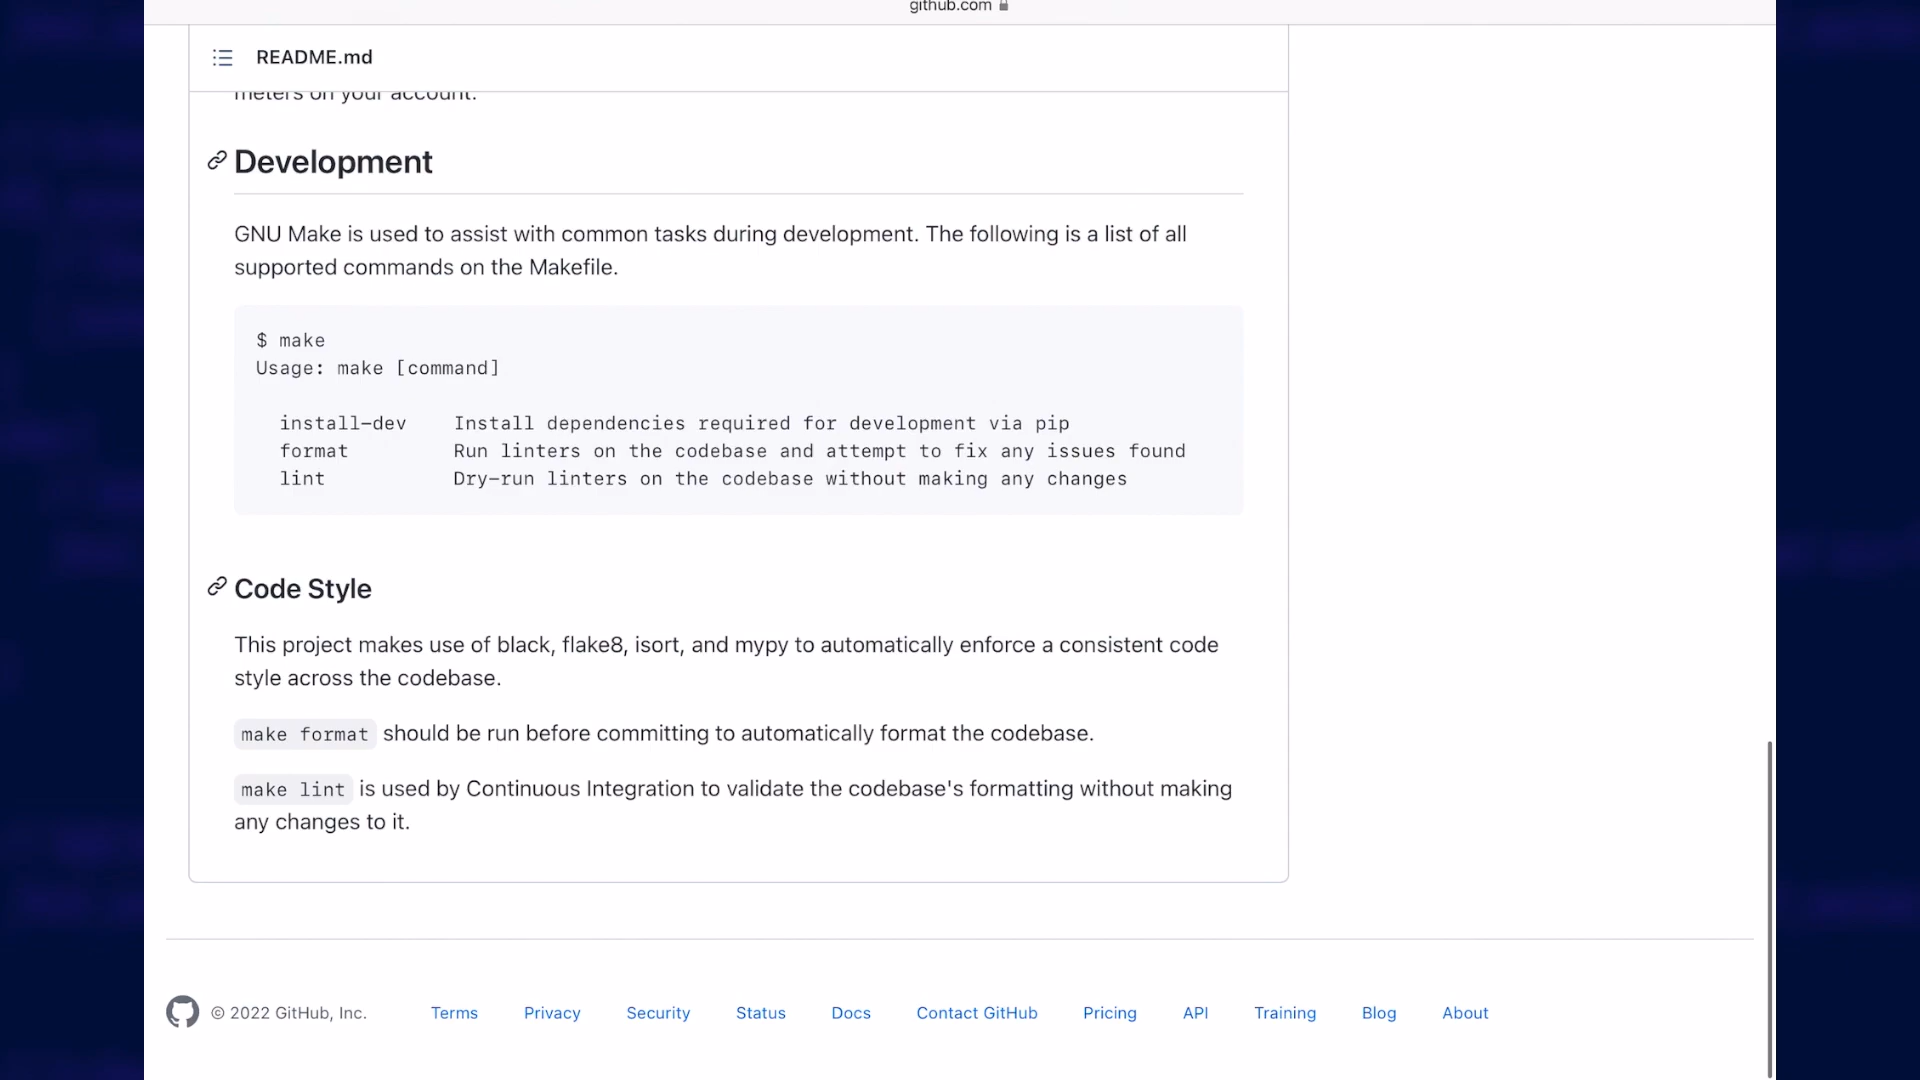 github.com
README.md
meters on your account.
Development
GNU Make is used to assist with common tasks during development. The following is a list of all
supported commands on the Makefile.
$ make
Usage: make [command]
install-dev    Install dependencies required for development via pip
format         Run linters on the codebase and attempt to fix any issues found
lint           Dry-run linters on the codebase without making any changes
Code Style
This project makes use of black, flake8, isort, and mypy to automatically enforce a consistent code
style across the codebase.
make format should be run before committing to automatically format the codebase.
make lint is used by Continuous Integration to validate the codebase's formatting without making
any changes to it.
© 2022 GitHub, Inc. Terms Privacy Security Status Docs Contact GitHub Pricing API Training Blog About